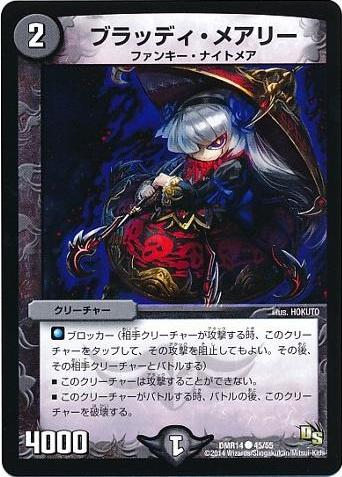 2
ブラッディ・メアリー
ファンキー・ナイトメア
illus. HOKUTO
クリーチャー
ブロッカー(相手クリーチャーが攻撃する時、このクリ
ーチャーをタップして、その攻撃を阻止してもよい。その後、
その相手クリーチャーとバトルする)
■ このクリーチャーは攻撃することができない。
■ このクリーチャーがバトルする時、バトルの後、このクリー
チャーを破壊する。
4000
DMR14 ● 45/55
©2014 Wizards/Shogakukan/Mitsui-Kids
DS